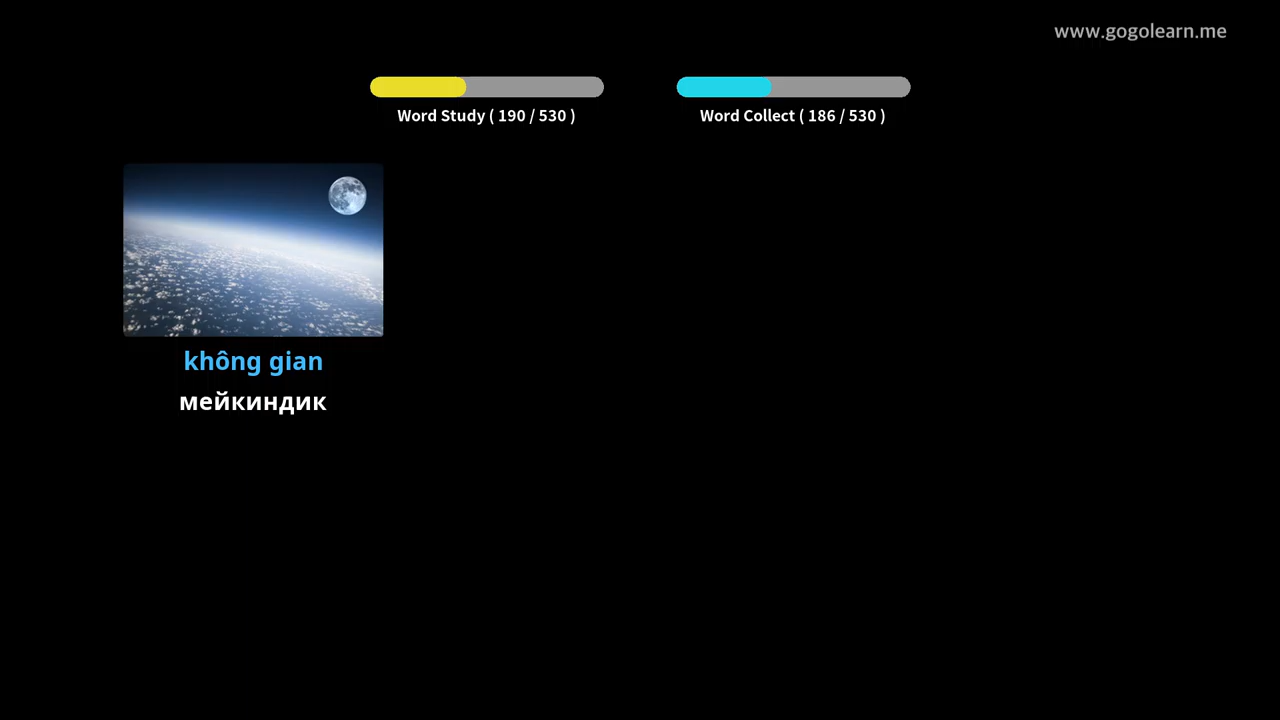 www.gogolearn.me
Word Study ( 190 / 530 )
Word Collect ( 186 / 530 )
không gian
мейкиндик